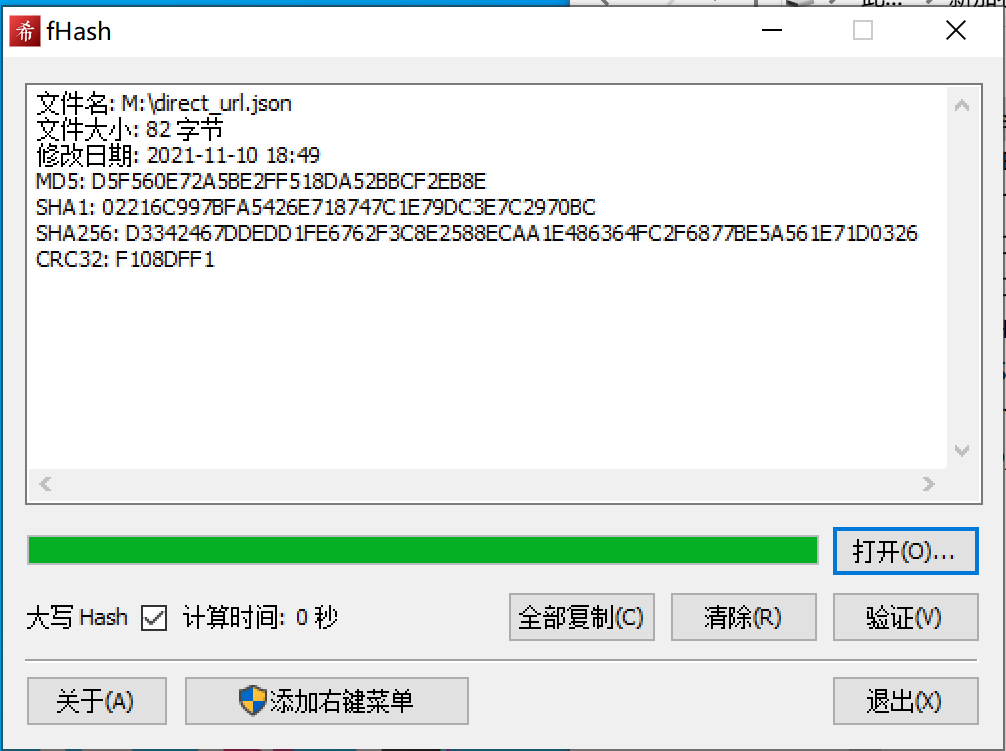 希 fHash
文件名: M:\direct_url.json
文件大小: 82 字节
修改日期: 2021-11-10 18:49
MD5: D5F560E72A5BE2FF518DA52BBCF2EB8E
SHA1: 02216C997BFA5426E718747C1E79DC3E7C2970BC
SHA256: D3342467DDEDD1FE6762F3C8E2588ECAA1E486364FC2F6877BE5A561E71D0326
CRC32: F108DFF1
打开(O)...
大写 Hash 计算时间: 0 秒 全部复制(C) 清除(R) 验证(V)
关于(A) 添加右键菜单 退出(X)